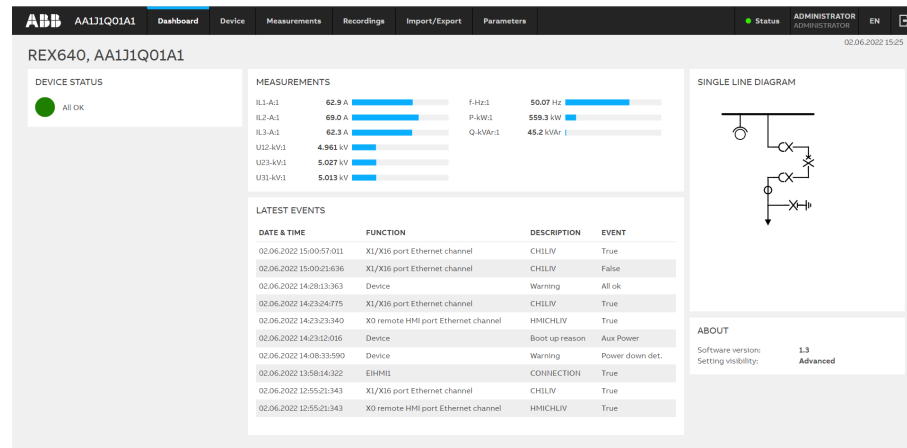 ABB AA1J1Q01A1 Dashboard Device Measurements Recordings Import/Export Parameters Status ADMINISTRATOR EN
ADMINISTRATOR
02.06.2022 15:25
REX640, AA1J1Q01A1
DEVICE STATUS
All OK
MEASUREMENTS
IL1-A:1 62.9 A f-Hz:1 50.07 Hz
IL2-A:1 69.0 A P-kW:1 559.3 kW
IL3-A:1 62.3 A Q-kVAr:1 45.2 kVAr
U12-kV:1 4.961 kV
U23-kV:1 5.027 kV
U31-kV:1 5.013 kV
LATEST EVENTS
DATE & TIME FUNCTION DESCRIPTION EVENT
02.06.2022 15:00:57:011 X1/X16 port Ethernet channel CH1LIV True
02.06.2022 15:00:21:636 X1/X16 port Ethernet channel CH1LIV False
02.06.2022 14:28:13:363 Device Warning All ok
02.06.2022 14:23:24:775 X1/X16 port Ethernet channel CH1LIV True
02.06.2022 14:23:23:340 X0 remote HMI port Ethernet channel HMICHLIV True
02.06.2022 14:23:12:016 Device Boot up reason Aux Power
02.06.2022 14:08:33:590 Device Warning Power down det.
02.06.2022 13:58:14:322 EIHMI1 CONNECTION True
02.06.2022 12:55:21:343 X1/X16 port Ethernet channel CH1LIV True
02.06.2022 12:55:21:343 X0 remote HMI port Ethernet channel HMICHLIV True
SINGLE LINE DIAGRAM
ABOUT
Software version: 1.3
Setting visibility: Advanced